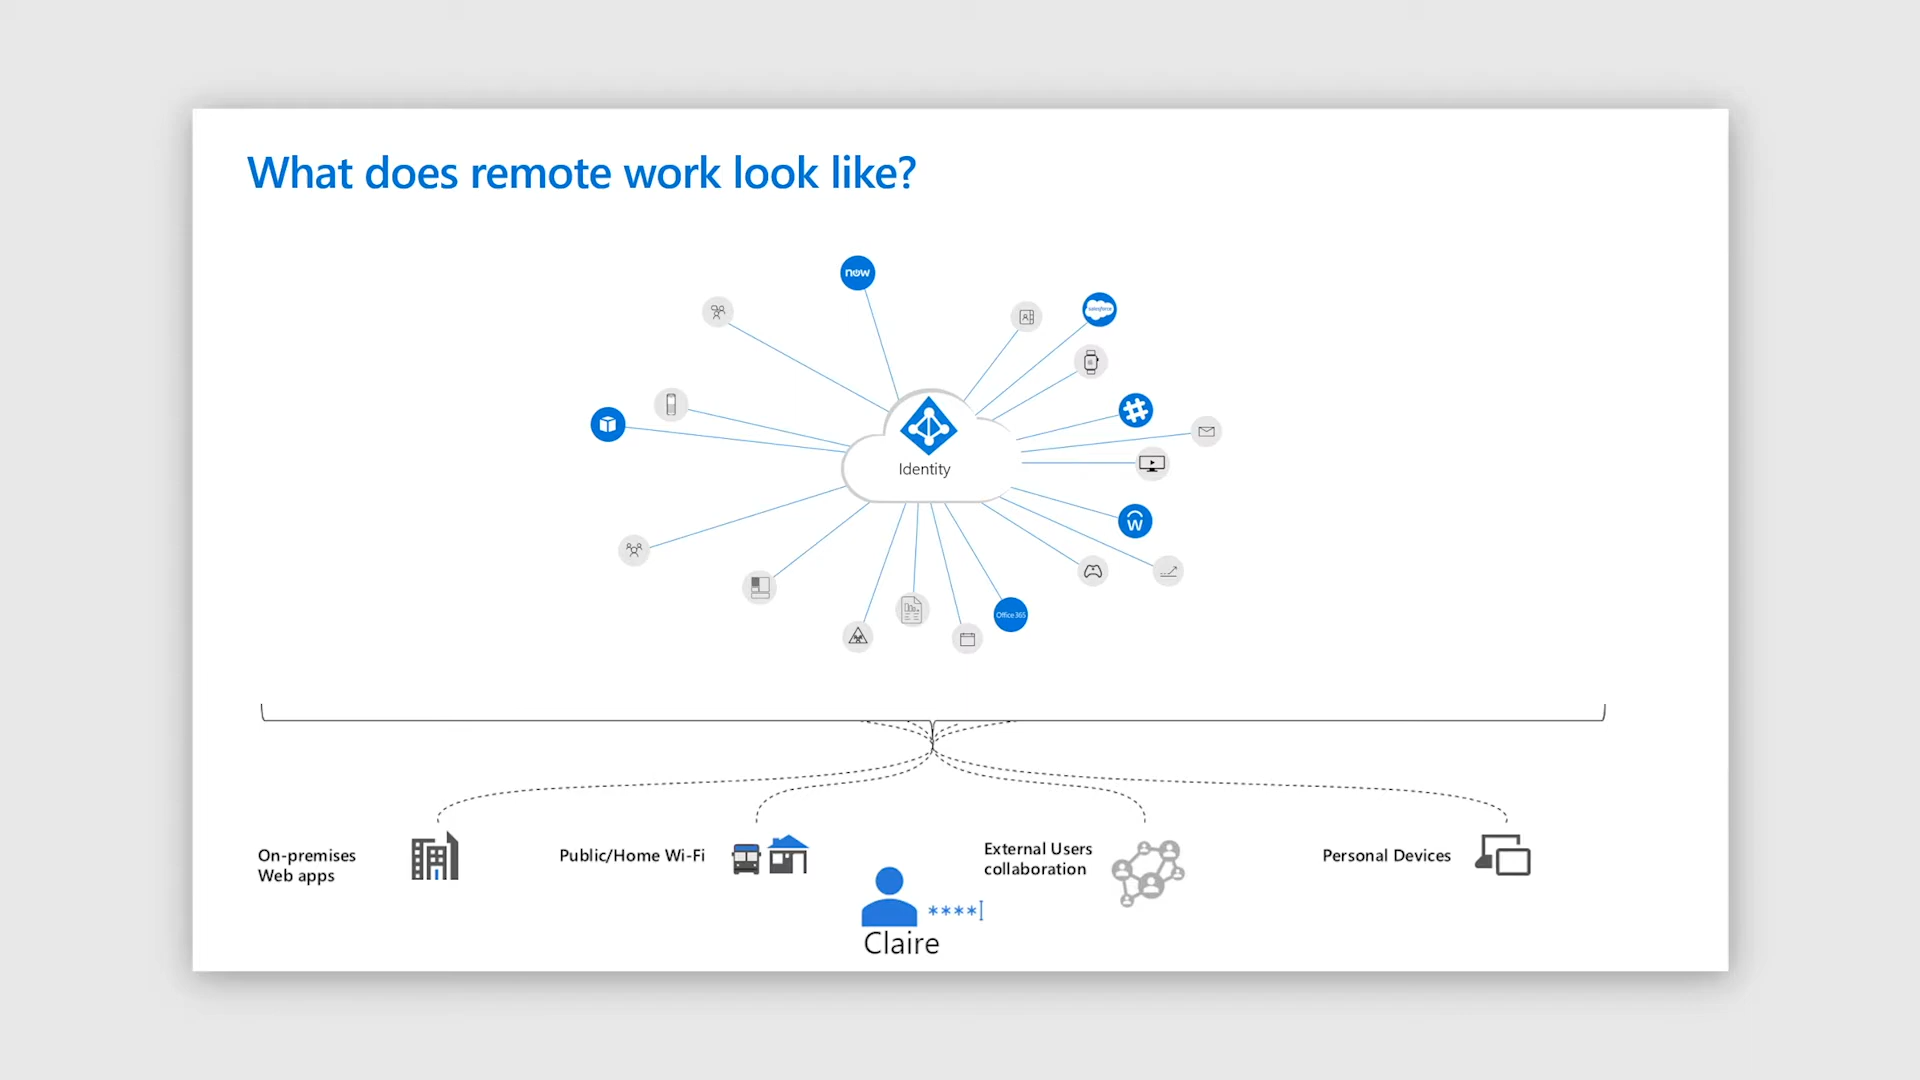 What does remote work look like?
now
salesforce
Identity
W
Office 365
On-premises
Web apps
Public/Home Wi-Fi
External Users
collaboration
Personal Devices
****
Claire